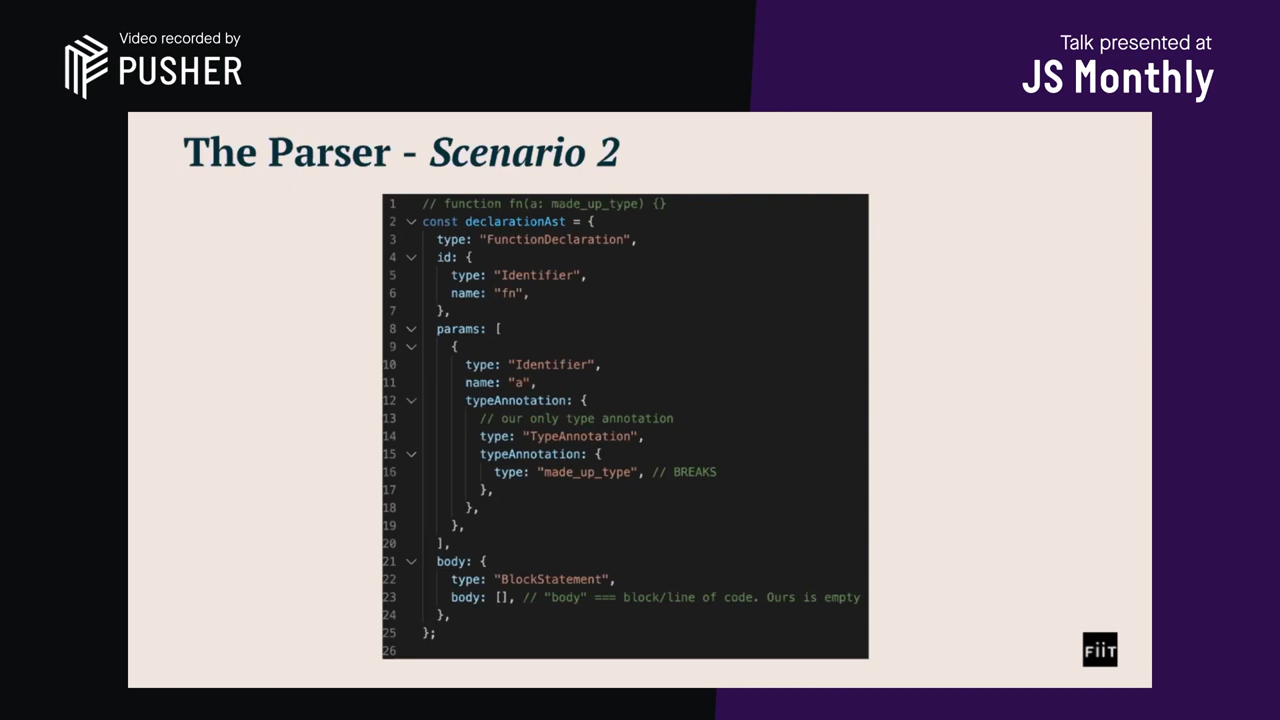 Video recorded by
PUSHER
Talk presented at
JS Monthly
The Parser - Scenario 2
1 // function fn(a: made_up_type) {}
2 const declarationAst = {
3 type: "FunctionDeclaration",
4 id: {
5 type: "Identifier",
6 name: "fn",
7 },
8 params: [
9 {
10 type: "Identifier",
11 name: "a",
12 typeAnnotation: {
13 // our only type annotation
14 type: "TypeAnnotation",
15 typeAnnotation: {
16 type: "made_up_type", // BREAKS
17 },
18 },
19 },
20 ],
21 body: {
22 type: "BlockStatement",
23 body: [], // "body" === block/line of code. Ours is empty
24 },
25 };
26
FiiT